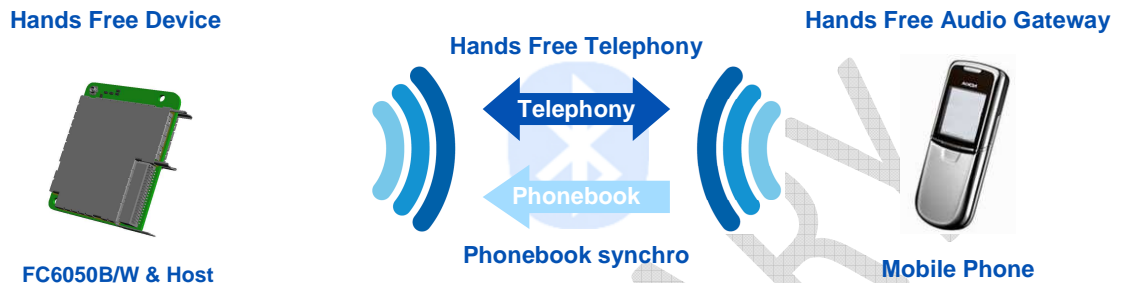 Hands Free Device
Hands Free Audio Gateway
Hands Free Telephony
Telephony
Phonebook
Phonebook synchro
FC6050B/W & Host
Mobile Phone